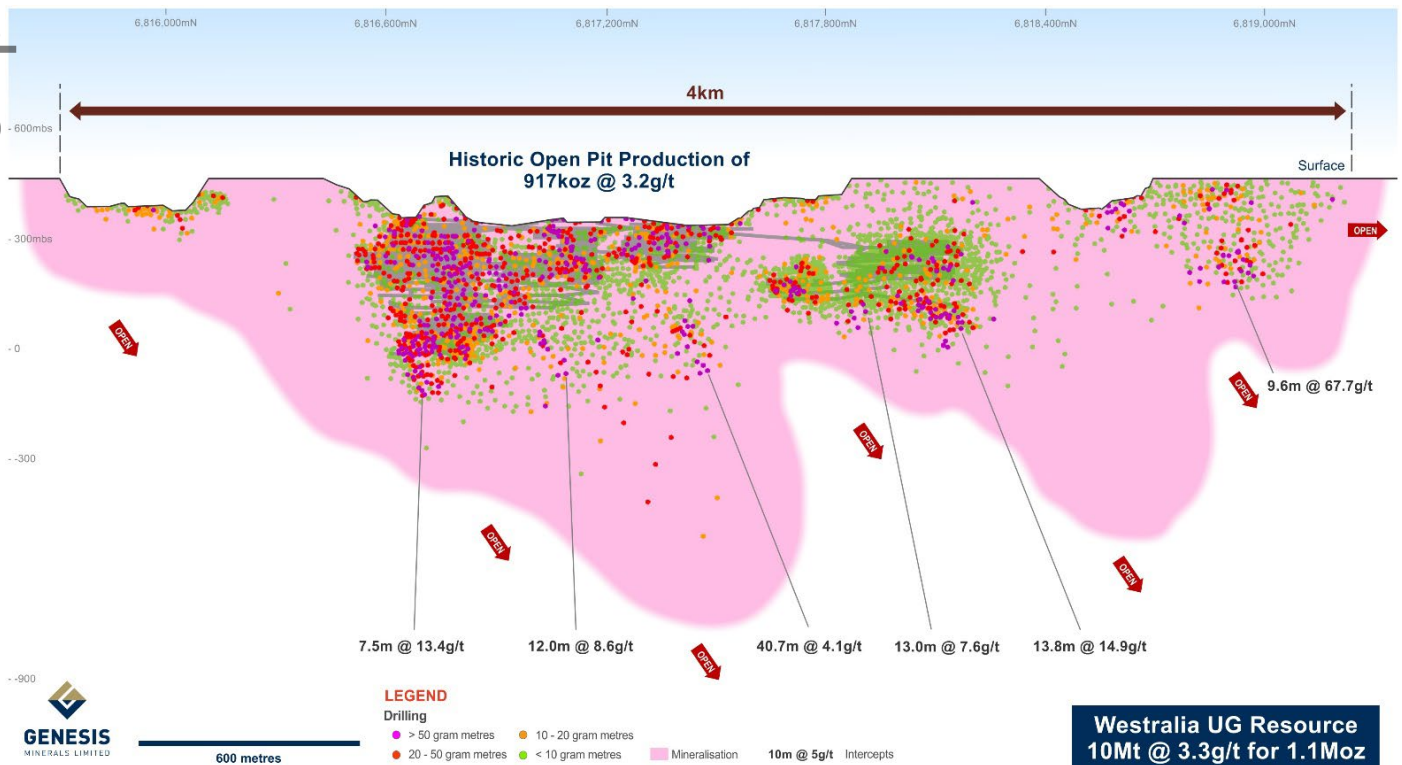 6,816,000mN
6,816,600mN
6,817,200mN
6,817,800mN
6,818,400mN
6,819,000mN
4km
- 600mbs
Historic Open Pit Production of
917koz @ 3.2g/t
Surface
- 300mbs
OPEN
- 0
OPEN
OPEN
9.6m @ 67.7g/t
OPEN
- -300
OPEN
OPEN
7.5m @ 13.4g/t
12.0m @ 8.6g/t
40.7m @ 4.1g/t
13.0m @ 7.6g/t
13.8m @ 14.9g/t
OPEN
- -900
LEGEND
Drilling
> 50 gram metres
10 - 20 gram metres
20 - 50 gram metres
< 10 gram metres
Mineralisation
10m @ 5g/t Intercepts
GENESIS
MINERALS LIMITED
600 metres
Westralia UG Resource
10Mt @ 3.3g/t for 1.1Moz